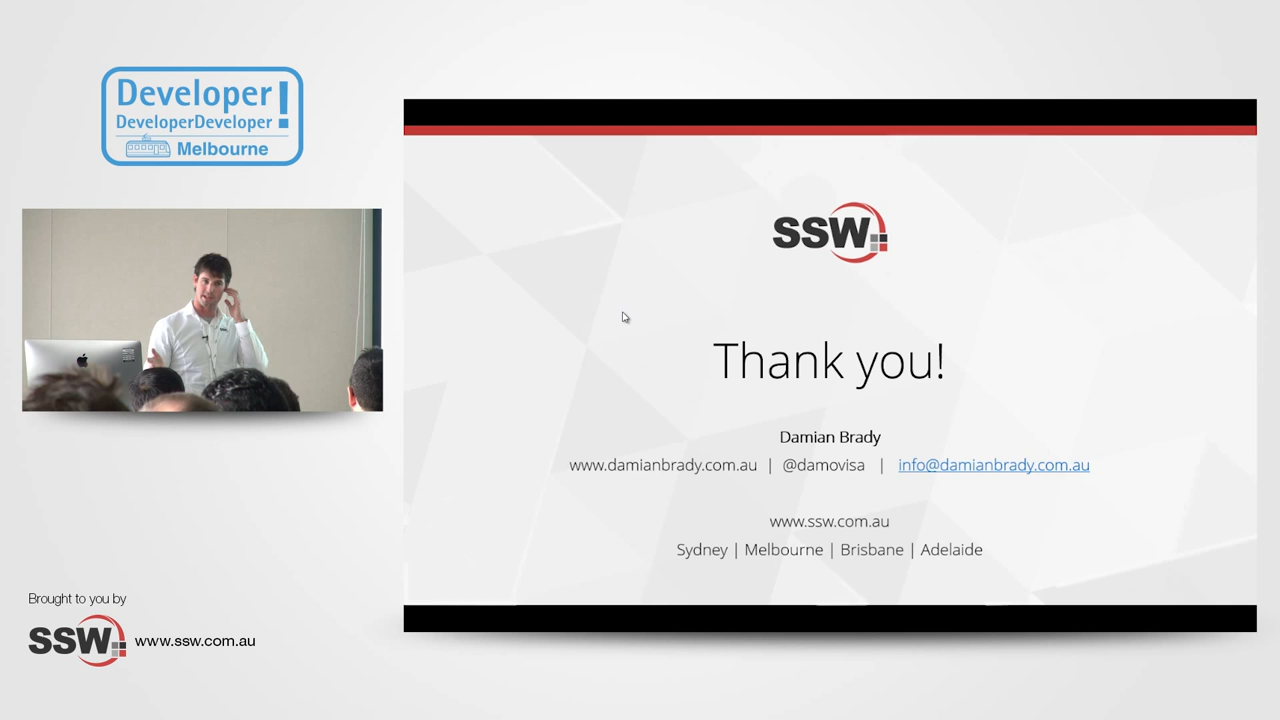 Developer!
DeveloperDeveloper
Melbourne
SSW
Thank you!
Damian Brady
www.damianbrady.com.au | @damovisa | info@damianbrady.com.au
www.ssw.com.au
Sydney | Melbourne | Brisbane | Adelaide
Brought to you by
SSW www.ssw.com.au